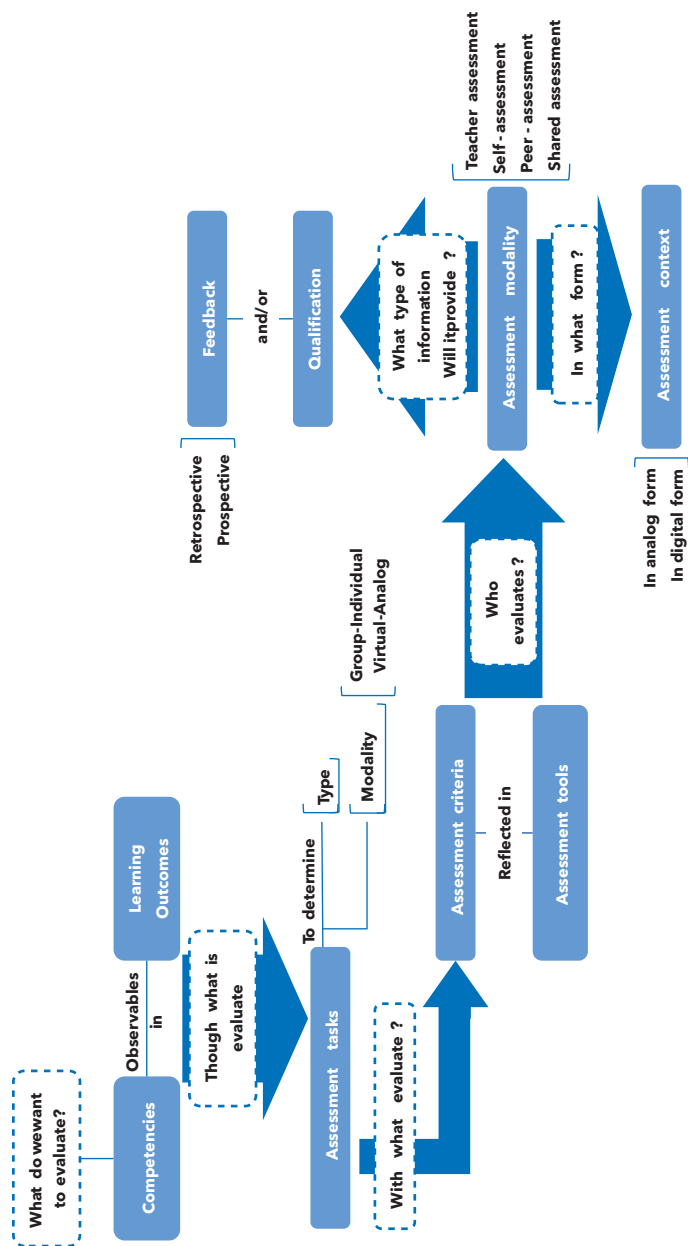 What do wewant
to evaluate?
Competencies
Observables
in
Learning
Outcomes
Though what is
evaluate
Assessment tasks
To determine
Type
Modality
Group-Individual
Virtual-Analog
With what evaluate ?
Assessment criteria
Reflected in
Assessment tools
Who
evaluates ?
Assessment modality
Teacher assessment
Self-assessment
Peer - assessment
Shared assessment
What type of
information
Will itprovide ?
Qualification
and/or
Feedback
Retrospective
Prospective
In what form ?
Assessment context
In analog form
In digital form